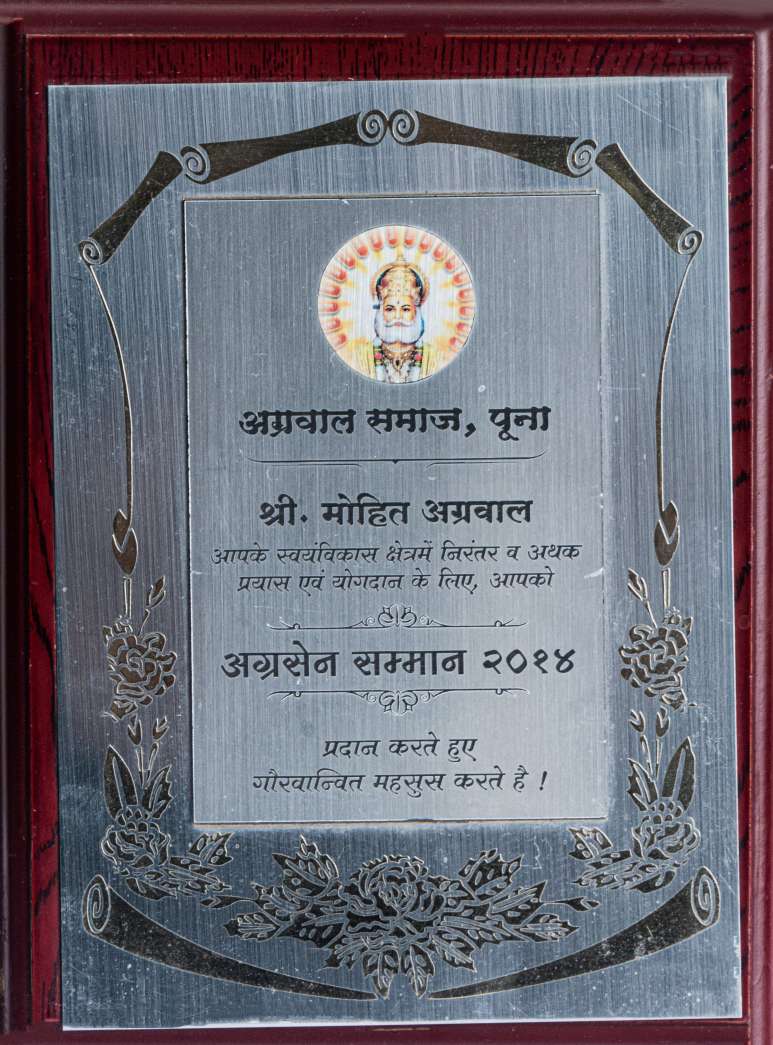 अग्रवाल समाज, पूना
श्री. मोहित अग्रवाल
आपके स्वयंविकास क्षेत्रमें निरंतर व अथक
प्रयास एवं योगदान के लिए, आपको
अग्रसेन सम्मान २०१४
प्रदान करते हुए
गौरवान्वित महसुस करते है !